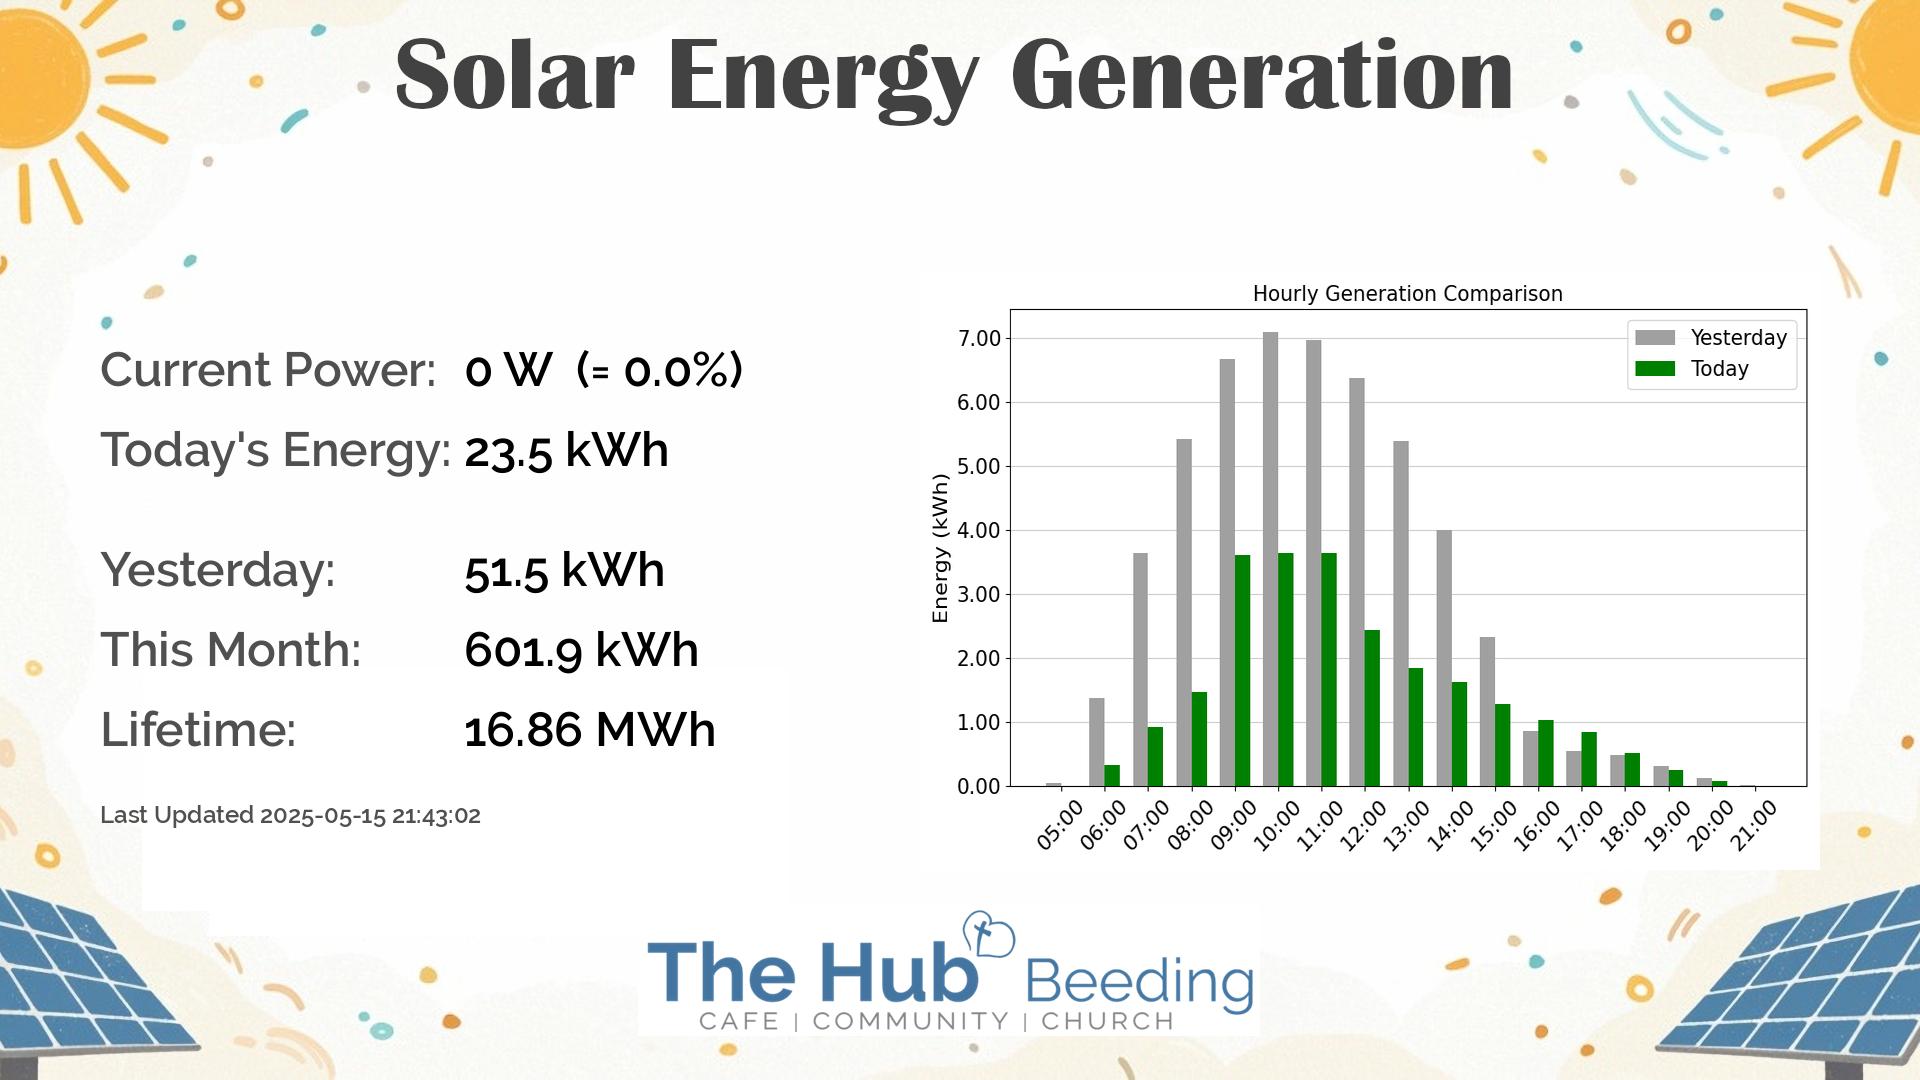 Solar Energy Generation
Current Power: 0 W (= 0.0%)
Today's Energy: 23.5 kWh
Yesterday: 51.5 kWh
This Month: 601.9 kWh
Lifetime: 16.86 MWh
Last Updated 2025-05-15 21:43:02
Hourly Generation Comparison
Yesterday
Today
Energy (kWh)
7.00
6.00
5.00
4.00
3.00
2.00
1.00
0.00
05:00 06:00 07:00 08:00 09:00 10:00 11:00 12:00 13:00 14:00 15:00 16:00 17:00 18:00 19:00 20:00 21:00
The Hub Beeding
CAFE | COMMUNITY | CHURCH